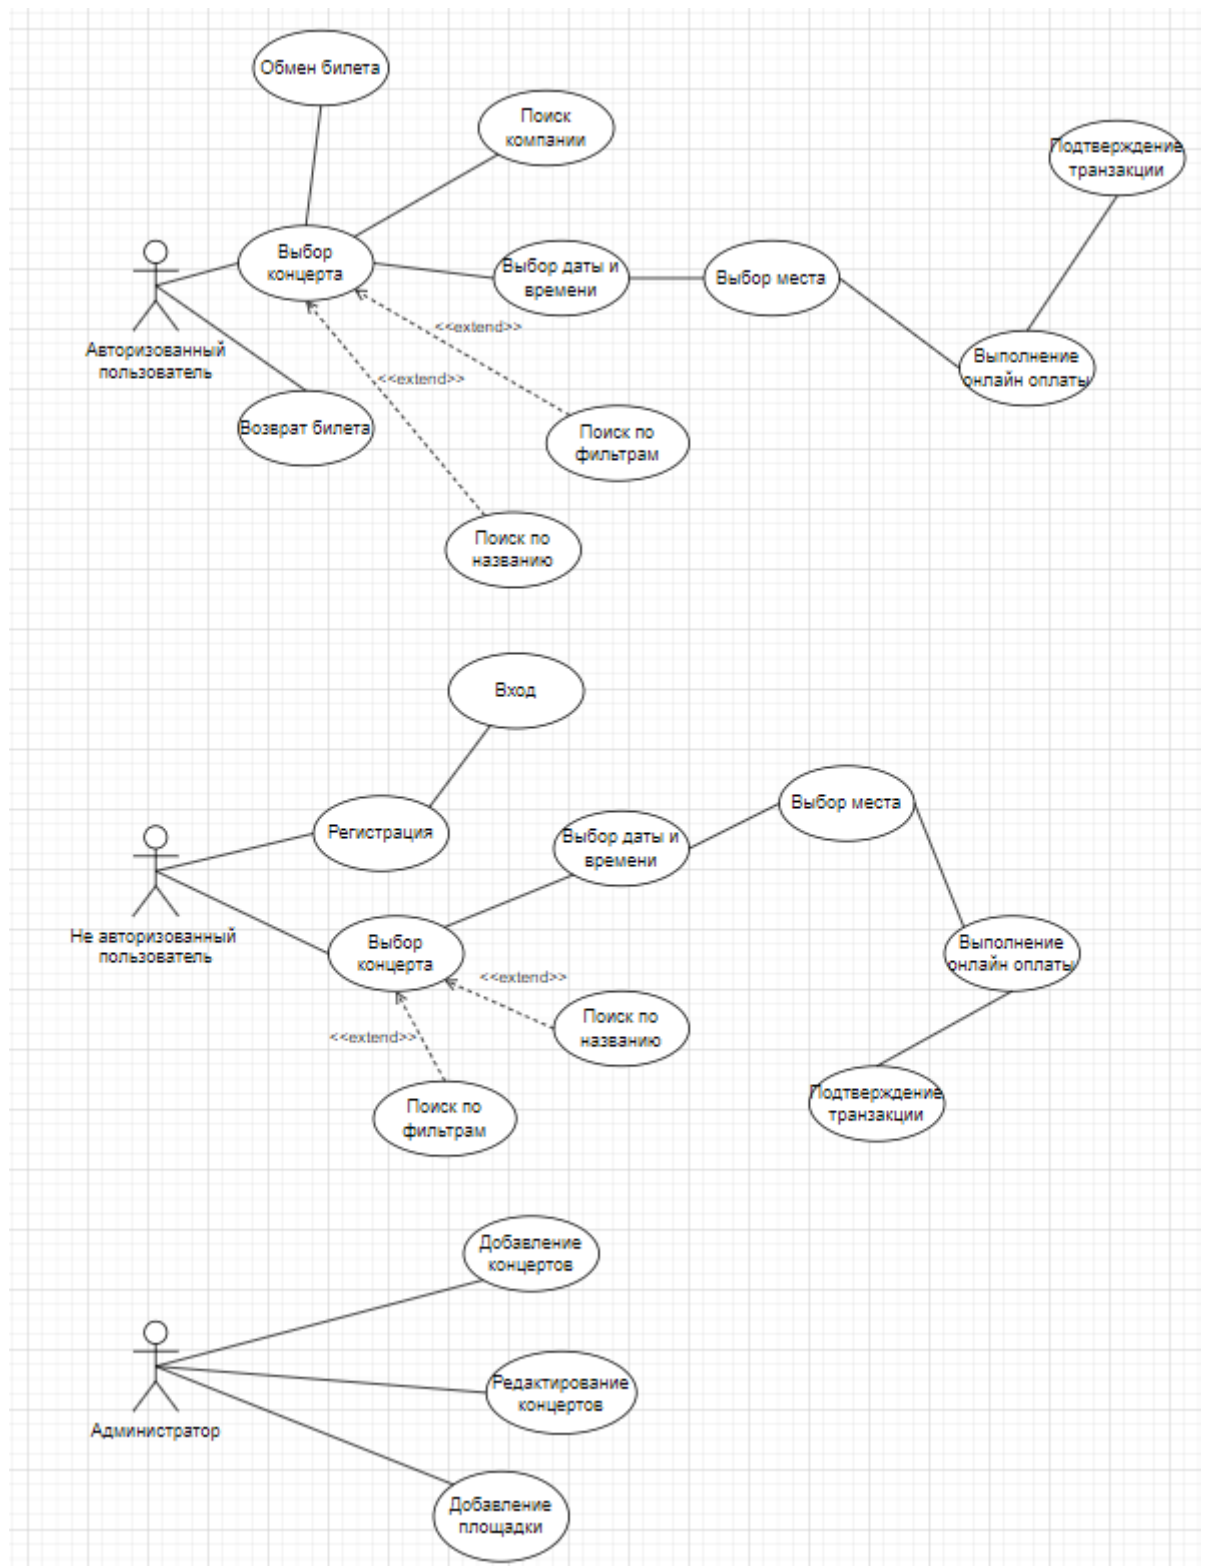 Обмен билета
Поиск
компании
Подтверждение
транзакции
Выбор
концерта
Выбор даты и
времени
Выбор места
<<extend>>
Авторизованный
пользователь
Выполнение
онлайн оплаты
<<extend>>
Возврат билета
Поиск по
фильтрам
Поиск по
названию
Вход
Выбор места
Регистрация
Выбор даты и
времени
Не авторизованный
пользователь
Выбор
концерта
Выполнение
онлайн оплаты
<<extend>>
Поиск по
названию
<<extend>>
Подтверждение
транзакции
Поиск по
фильтрам
Добавление
концертов
Редактирование
концертов
Администратор
Добавление
площадки